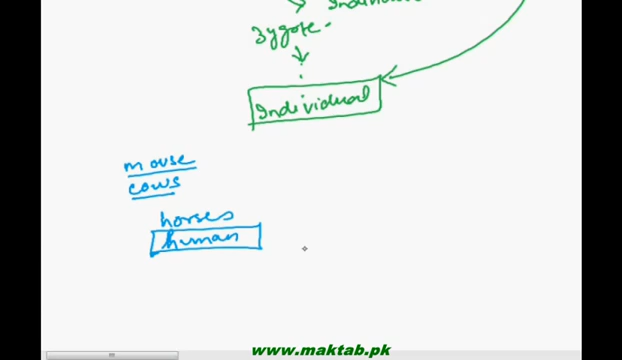 Zygote
Individual
mouse
cows
horses
human
www.maktab.pk